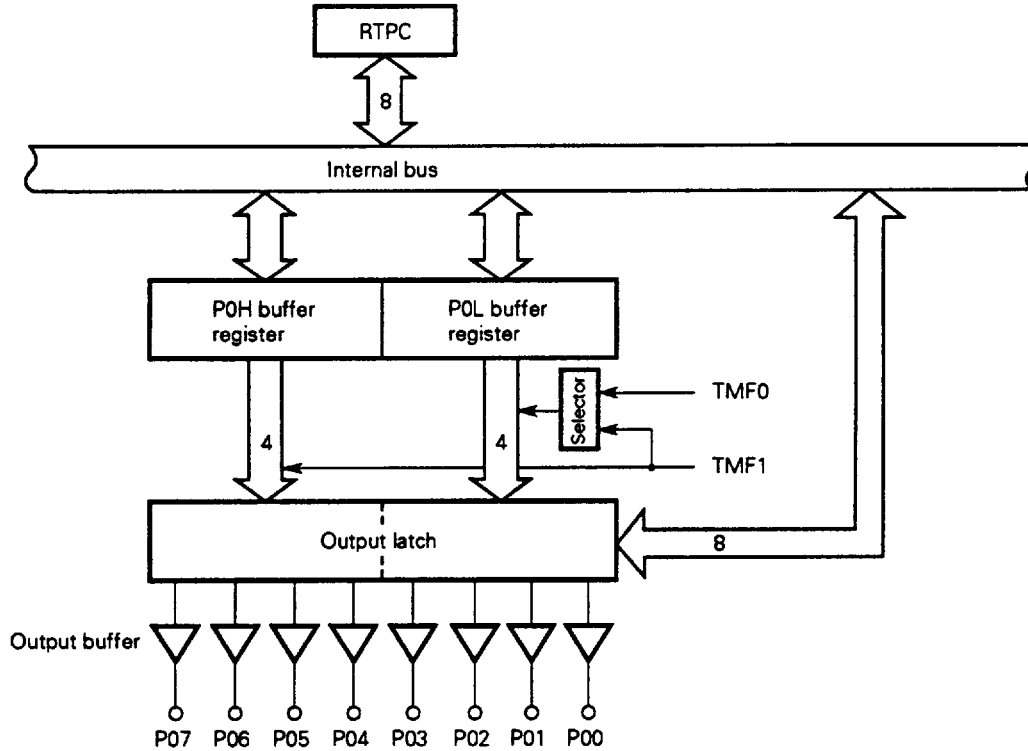 RTPC
8
Internal bus
P0H buffer
register
P0L buffer
register
Selector
TMF0
4
4
TMF1
Output latch
8
Output buffer
P07 P06 P05 P04 P03 P02 P01 P00